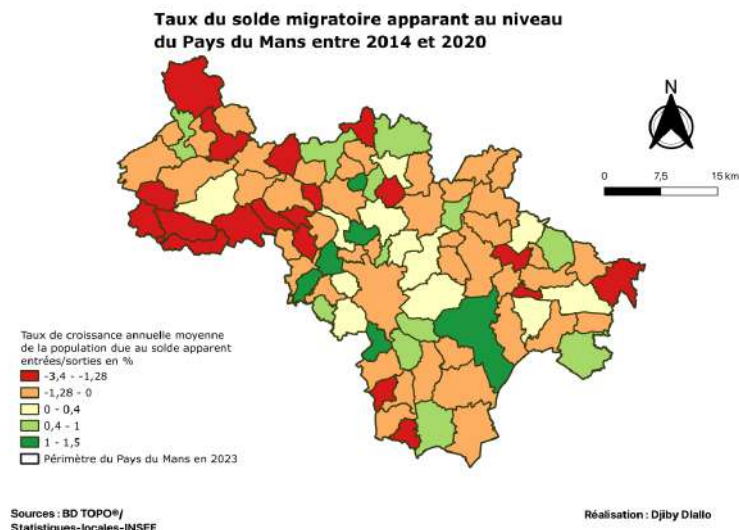 Taux du solde migratoire apparant au niveau
du Pays du Mans entre 2014 et 2020
N
0 7,5 15 km
Taux de croissance annuelle moyenne
de la population due au solde apparent
entrées/sorties en %
-3,4 - -1,28
-1,28 - 0
0 - 0,4
0,4 - 1
1 - 1,5
Périmètre du Pays du Mans en 2023
Sources : BD TOPO®/
Statistiques-locales-INSEE
Réalisation : Djiby Diallo